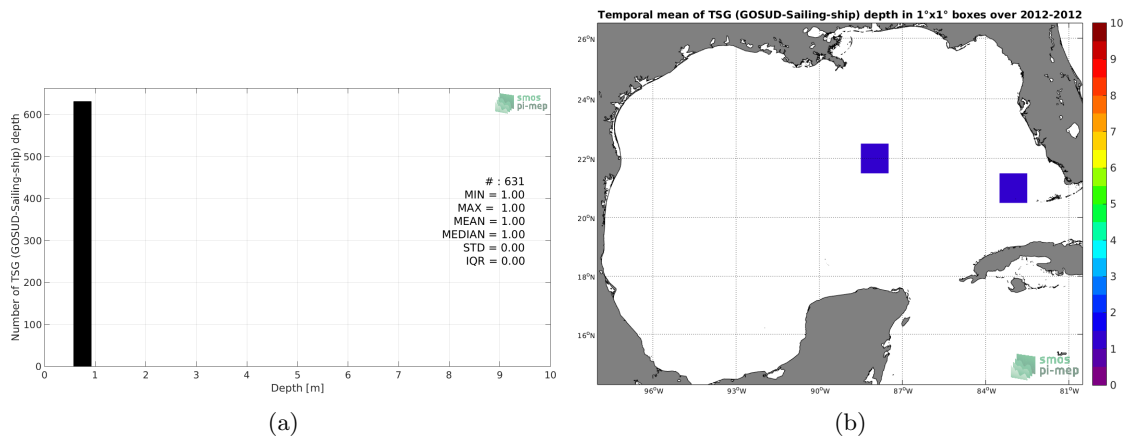 Temporal mean of TSG (GOSUD-Sailing-ship) depth in 1°x1° boxes over 2012-2012
Number of TSG (GOSUD-Sailing-ship) depth
600
500
400
300
200
100
0
0 1 2 3 4 5 6 7 8 9 10
Depth [m]
smos
pi-mep
# : 631
MIN = 1.00
MAX = 1.00
MEAN = 1.00
MEDIAN = 1.00
STD = 0.00
IQR = 0.00
(a)
26°N
24°N
22°N
20°N
18°N
16°N
96°W 93°W 90°W 87°W 84°W 81°W
smos
pi-mep
10
9
8
7
6
5
4
3
2
1
0
(b)